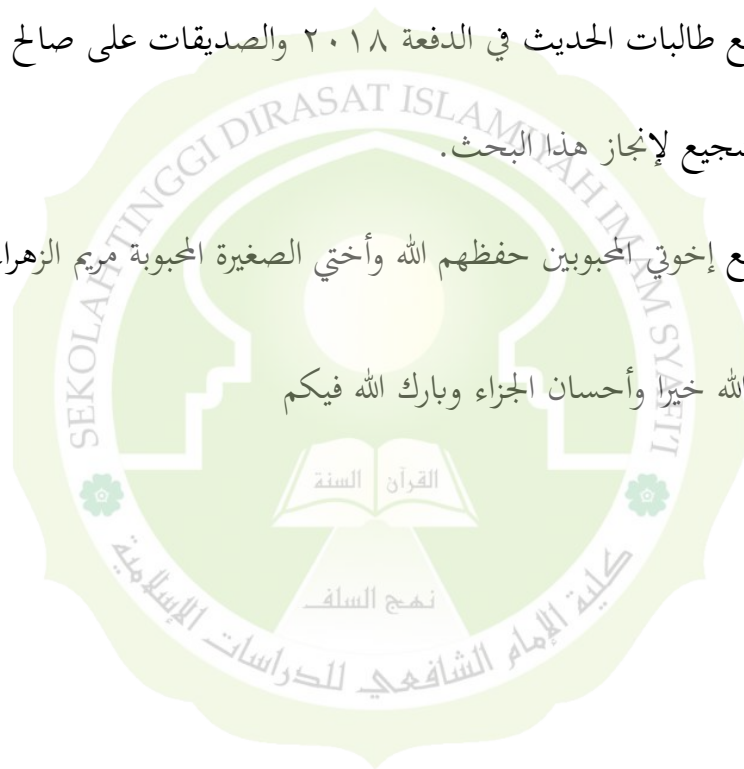 ع طالبات الحديث في الدفعة ٢٠١٨ والصديقات على صالح
سجيع لإنجاز هذا البحث.
ع إخوتي المحبوبين حفظهم الله وأختي الصغيرة المحبوبة مريم الزهراء
الله خيرا وأحسان الجزاء وبارك الله فيكم
SEKOLAH TINGGI DIRASAT ISLAMIYAH IMAM SYAFI'I
القرآن السنة
نهج السلف
كلية الإمام الشافعي للدراسات الإسلامية